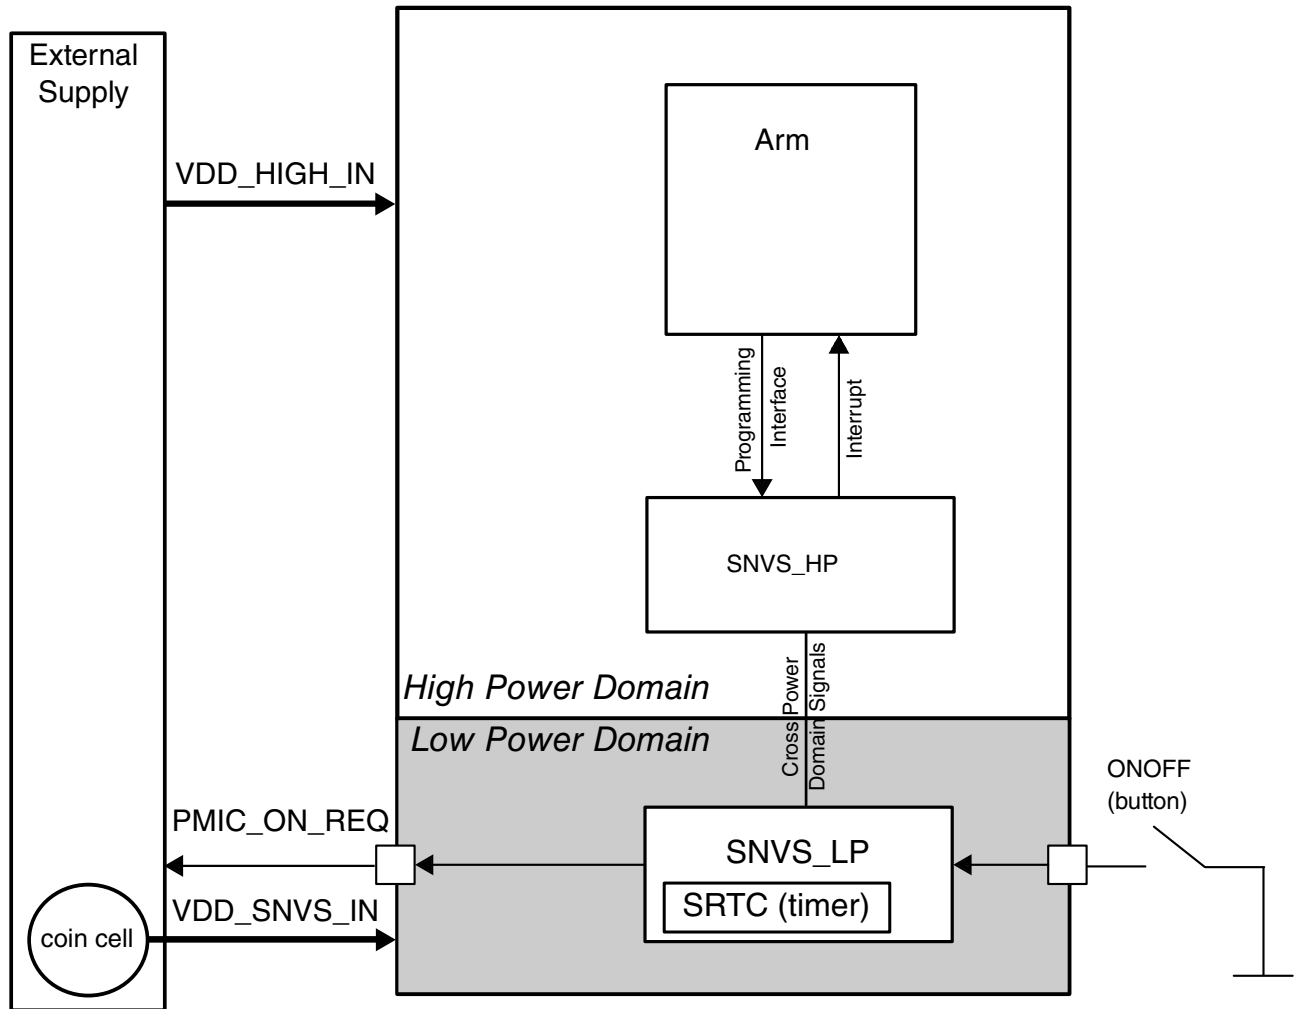 External
Supply
VDD_HIGH_IN
Arm
Programming
Interface
Interrupt
SNVS_HP
Cross Power
Domain Signals
High Power Domain
Low Power Domain
ONOFF
(button)
PMIC_ON_REQ
SNVS_LP
SRTC (timer)
VDD_SNVS_IN
coin cell